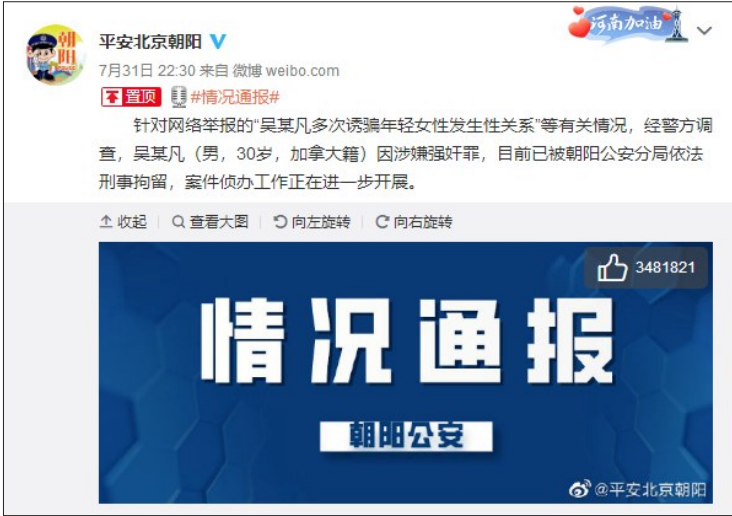 河南加油
朝阳
平安北京朝阳
7月31日 22:30 来自 微博 weibo.com
置顶 #情况通报#
针对网络举报的“吴某凡多次诱骗年轻女性发生性关系”等有关情况，经警方调
查，吴某凡（男，30岁，加拿大籍）因涉嫌强奸罪，目前已被朝阳公安分局依法
刑事拘留，案件侦办工作正在进一步开展。
收起 查看大图 向左旋转 向右旋转
3481821
情况通报
朝阳公安
@平安北京朝阳